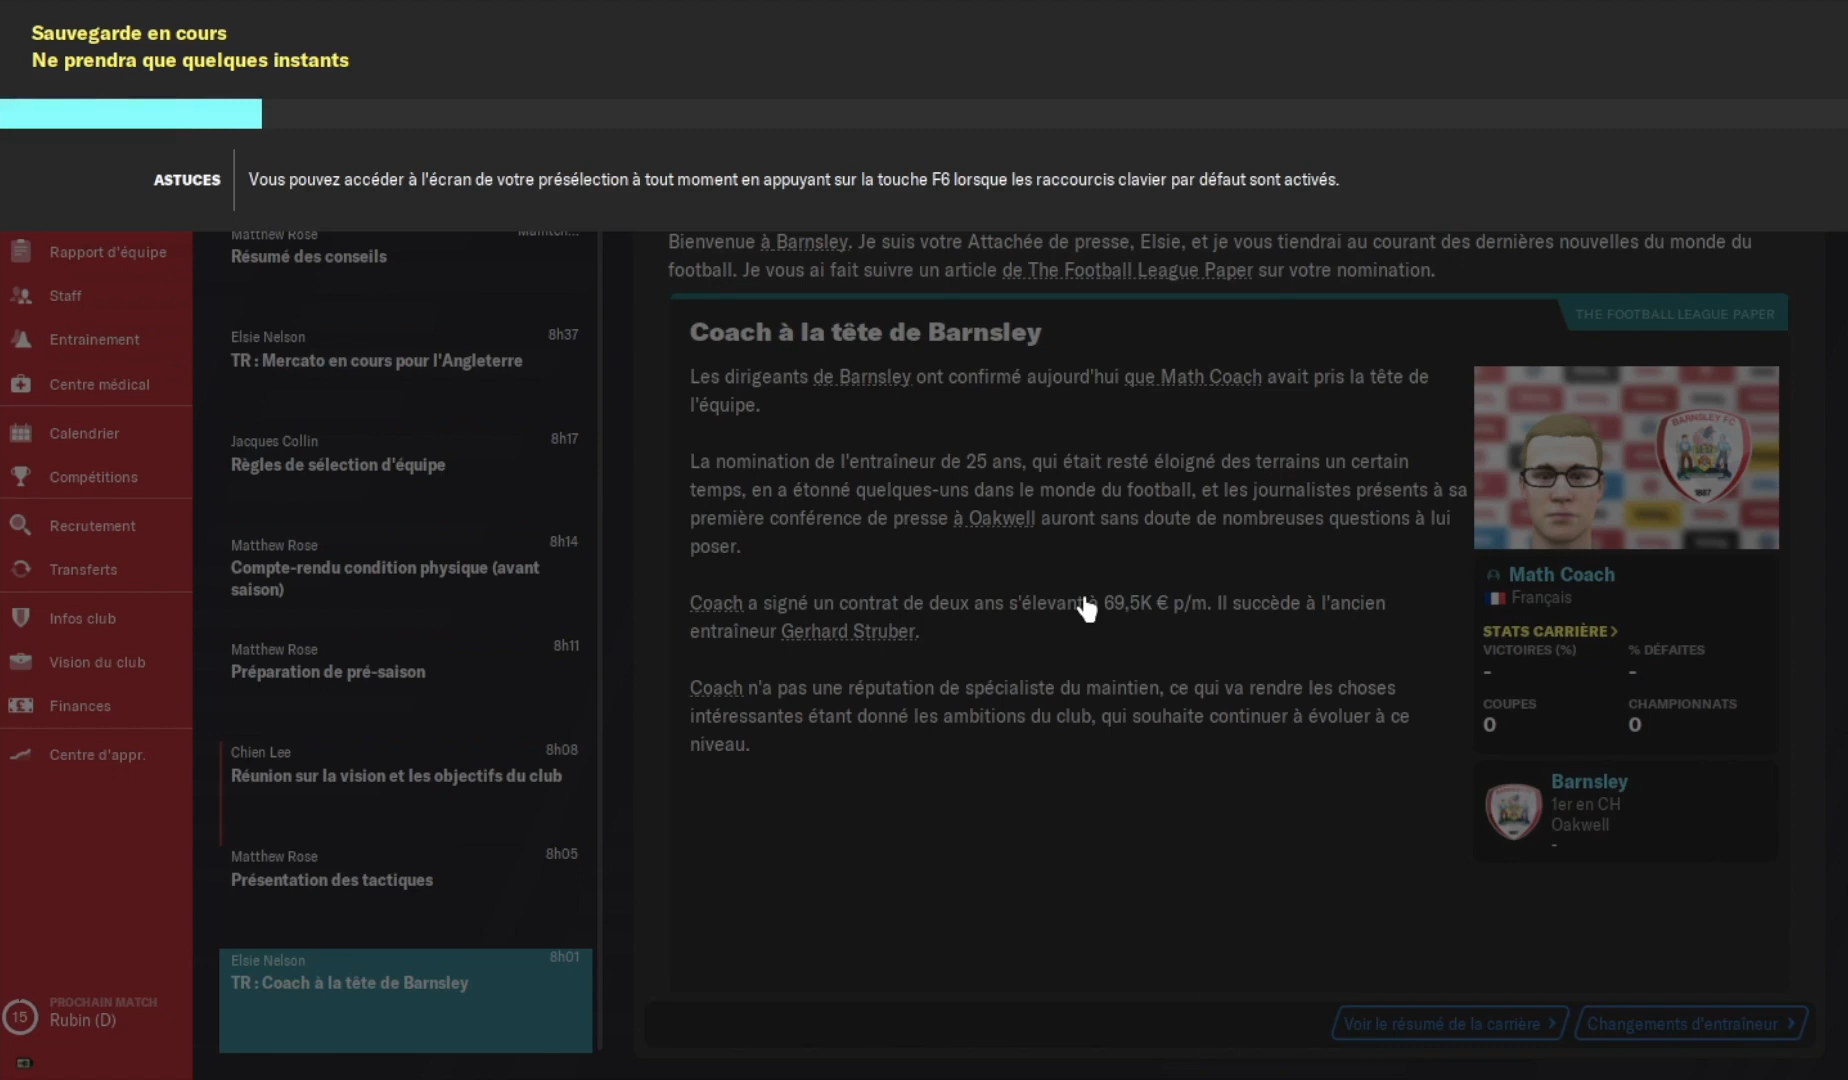 Sauvegarde en cours
Ne prendra que quelques instants
ASTUCES
Vous pouvez accéder à l'écran de votre présélection à tout moment en appuyant sur la touche F6 lorsque les raccourcis clavier par défaut sont activés.
Rapport d'équipe
Staff
Entraînement
Centre médical
Calendrier
Compétitions
Recrutement
Transferts
Infos club
Vision du club
Finances
Centre d'appr.
15
PROCHAIN MATCH
Rubin (D)
Matthew Rose
Résumé des conseils
Elsie Nelson 8h37
TR : Mercato en cours pour l'Angleterre
Jacques Collin 8h17
Règles de sélection d'équipe
Matthew Rose 8h14
Compte-rendu condition physique (avant
saison)
Matthew Rose 8h11
Préparation de pré-saison
Chien Lee 8h08
Réunion sur la vision et les objectifs du club
Matthew Rose 8h05
Présentation des tactiques
Elsie Nelson 8h01
TR : Coach à la tête de Barnsley
Bienvenue à Barnsley. Je suis votre Attachée de presse, Elsie, et je vous tiendrai au courant des dernières nouvelles du monde du
football. Je vous ai fait suivre un article de The Football League Paper sur votre nomination.
THE FOOTBALL LEAGUE PAPER
Coach à la tête de Barnsley
Les dirigeants de Barnsley ont confirmé aujourd'hui que Math Coach avait pris la tête de
l'équipe.
La nomination de l'entraîneur de 25 ans, qui était resté éloigné des terrains un certain
temps, en a étonné quelques-uns dans le monde du football, et les journalistes présents à sa
première conférence de presse à Oakwell auront sans doute de nombreuses questions à lui
poser.
Coach a signé un contrat de deux ans s'élevant à 69,5K € p/m. Il succède à l'ancien
entraîneur Gerhard Struber.
Coach n'a pas une réputation de spécialiste du maintien, ce qui va rendre les choses
intéressantes étant donné les ambitions du club, qui souhaite continuer à évoluer à ce
niveau.
BARNSLEY FC
1887
Math Coach
Français
STATS CARRIÈRE >
VICTOIRES (%) % DÉFAITES
- -
COUPES CHAMPIONNATS
0 0
Barnsley
1er en CH
Oakwell
-
Voir le résumé de la carrière >
Changements d'entraîneur >